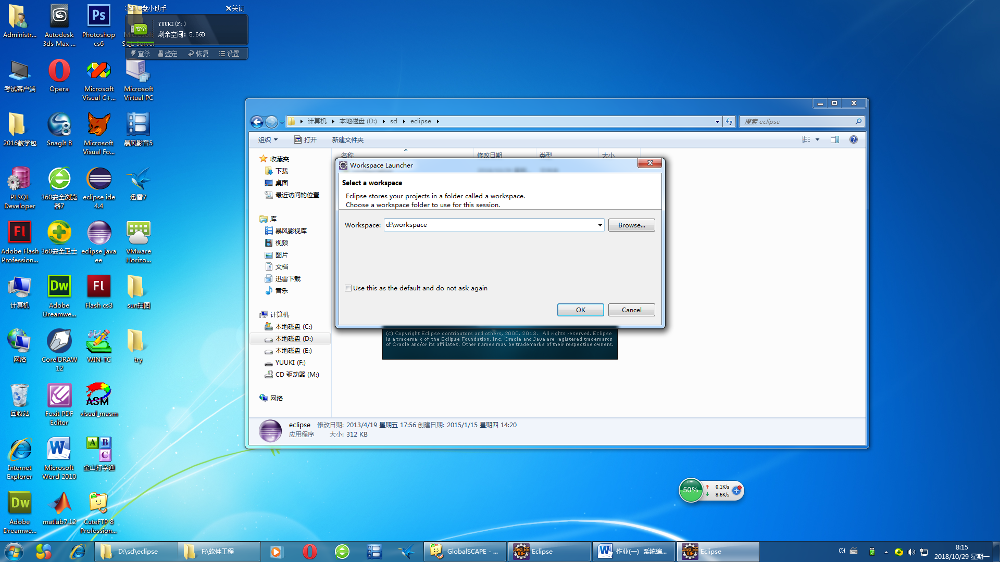 Administr...
Autodesk
3ds Max ...
Photoshop
cs6
360 U盘小助手
关闭
安全
YUUKI(F:)
剩余空间: 5.6GB
查杀
鉴定
恢复
设置
考试客户端
Opera
Microsoft
Visual C+...
Microsoft
Virtual PC
2016教学包
SnagIt 8
Microsoft
Visual Fo...
暴风影音5
PLSQL
Developer
360安全浏览
器7
eclipse ide
4.4
迅雷7
Adobe Flash
Profession...
360安全卫士
eclipse java
ee
VMware
Horizo...
计算机
Adobe
Dreamwe...
Flash cs3
sun扫图
网络
CorelDRAW
12
WIN-TC
try
回收站
Foxit PDF
Editor
ASM
visual_masm
Internet
Explorer
Microsoft
Word 2010
金山打字通
Adobe
Dreamwe...
matlab7.12
CuteFTP 8
Profession...
计算机
本地磁盘 (D:)
sd
eclipse
搜索 eclipse
组织
打开
新建文件夹
收藏夹
下载
桌面
最近访问的位置
库
暴风影视库
视频
图片
文档
迅雷下载
音乐
计算机
本地磁盘 (C:)
本地磁盘 (D:)
本地磁盘 (E:)
YUUKI (F:)
CD 驱动器 (M:)
网络
名称
修改日期
类型
大小
Workspace Launcher
Select a workspace
Eclipse stores your projects in a folder called a workspace.
Choose a workspace folder to use for this session.
Workspace:
d:\workspace
Browse...
Use this as the default and do not ask again
OK
Cancel
(c) Copyright Eclipse contributors and others, 2000, 2013. All rights reserved. Eclipse
is a trademark of the Eclipse Foundation, Inc. Oracle and Java are registered trademarks
of Oracle and/or its affiliates. Other names may be trademarks of their respective owners.
eclipse 修改日期: 2013/4/19 星期五 17:56 创建日期: 2015/1/15 星期四 14:20
应用程序 大小: 312 KB
50%
0.1K/s
8.6K/s
D:\sd\eclipse
F:\软件工程
GlobalSCAPE - ...
Eclipse
作业(一) 系统编...
Eclipse
CH
8:15
2018/10/29 星期一